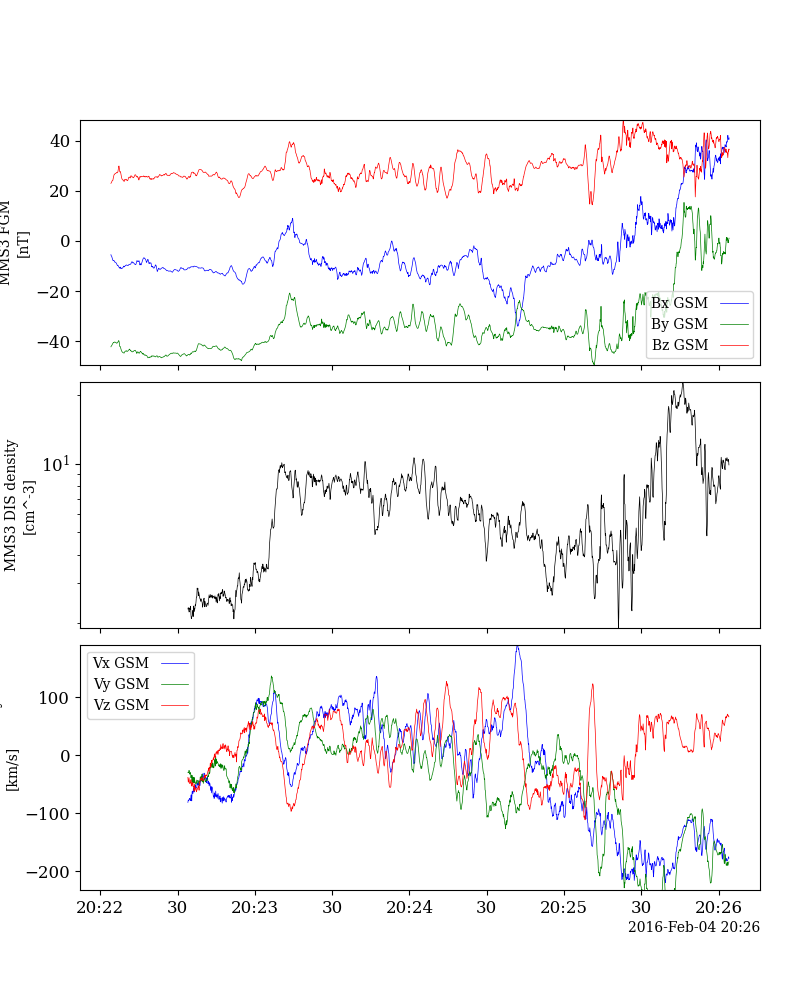 40
20
0
−20
−40
MMS3 FGM
[nT]
Bx GSM
By GSM
Bz GSM
10^1
MMS3 DIS density
[cm^-3]
Vx GSM
Vy GSM
Vz GSM
100
0
−100
−200
[km/s]
20:22 30 20:23 30 20:24 30 20:25 30 20:26
2016-Feb-04 20:26